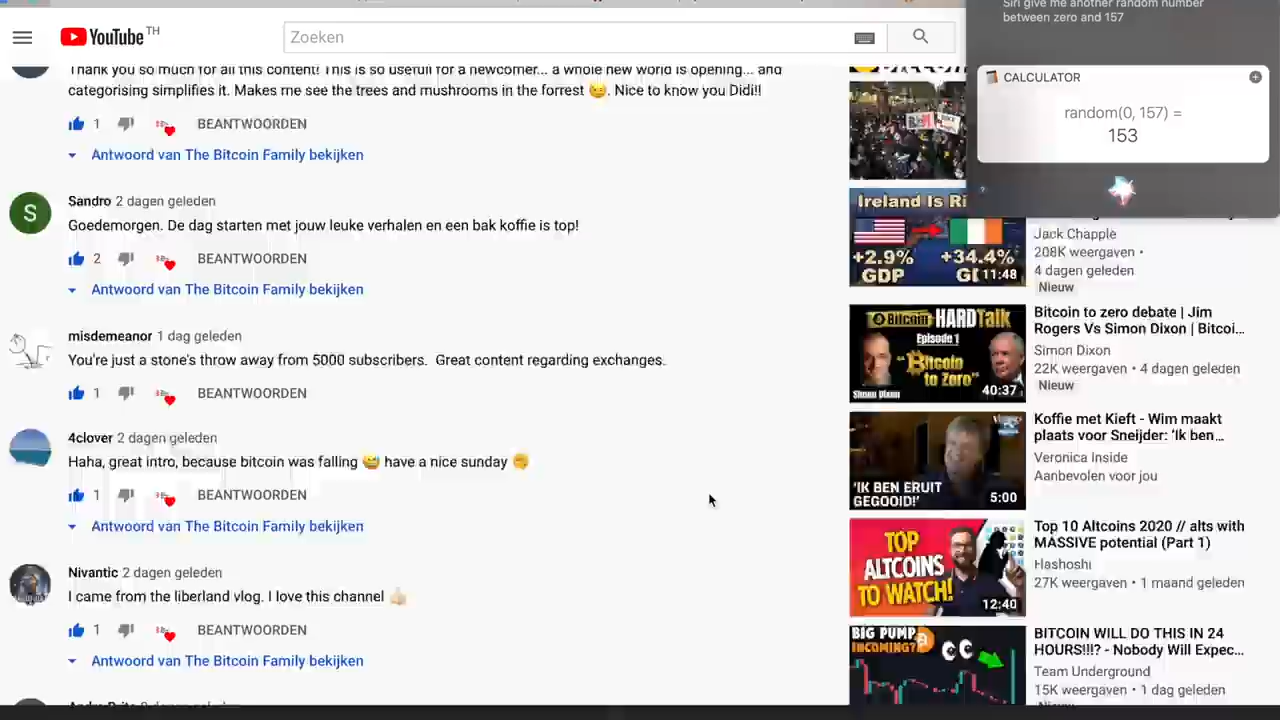 Siri give me another random number
between zero and 157
YouTube TH
Zoeken
CALCULATOR
random(0, 157) =
153
Thank you so much for all this content! This is so usefull for a newcomer... a whole new world is opening... and
categorising simplifies it. Makes me see the trees and mushrooms in the forrest 😉. Nice to know you Didi!!
1
BEANTWOORDEN
Antwoord van The Bitcoin Family bekijken
S
Sandro 2 dagen geleden
Goedemorgen. De dag starten met jouw leuke verhalen en een bak koffie is top!
2
BEANTWOORDEN
Antwoord van The Bitcoin Family bekijken
misdemeanor 1 dag geleden
You're just a stone's throw away from 5000 subscribers. Great content regarding exchanges.
1
BEANTWOORDEN
4clover 2 dagen geleden
Haha, great intro, because bitcoin was falling 😅 have a nice sunday ✊
1
BEANTWOORDEN
Antwoord van The Bitcoin Family bekijken
Nivantic 2 dagen geleden
I came from the liberland vlog. I love this channel 👍🏻
1
BEANTWOORDEN
Antwoord van The Bitcoin Family bekijken
Ireland Is Ri
+2.9%
GDP
+34.4%
11:48
Jack Chapple
208K weergaven •
4 dagen geleden
Nieuw
Bitcoin HARDTalk
Episode 1
"Bitcoin
to Zero"
Simon Dixon
40:37
Bitcoin to zero debate | Jim
Rogers Vs Simon Dixon | Bitcoi...
Simon Dixon
22K weergaven • 4 dagen geleden
Nieuw
'IK BEN ERUIT
GEGOOID!'
5:00
Koffie met Kieft - Wim maakt
plaats voor Sneijder: 'Ik ben...
Veronica Inside
Aanbevolen voor jou
TOP
ALTCOINS
TO WATCH!
12:40
Top 10 Altcoins 2020 // alts with
MASSIVE potential (Part 1)
Hashoshi
27K weergaven • 1 maand geleden
BIG PUMP
INCOMING?
BITCOIN WILL DO THIS IN 24
HOURS!!!? - Nobody Will Expec...
Team Underground
15K weergaven • 1 dag geleden